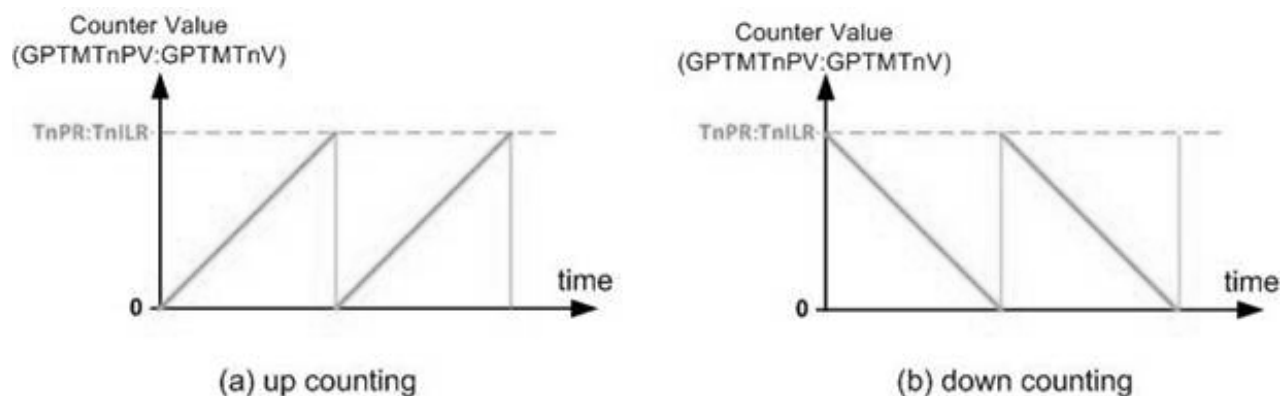 Counter Value
(GPTMTnPV:GPTMTnV)
TnPR:TnILR
0
time
(a) up counting
Counter Value
(GPTMTnPV:GPTMTnV)
TnPR:TnILR
0
time
(b) down counting